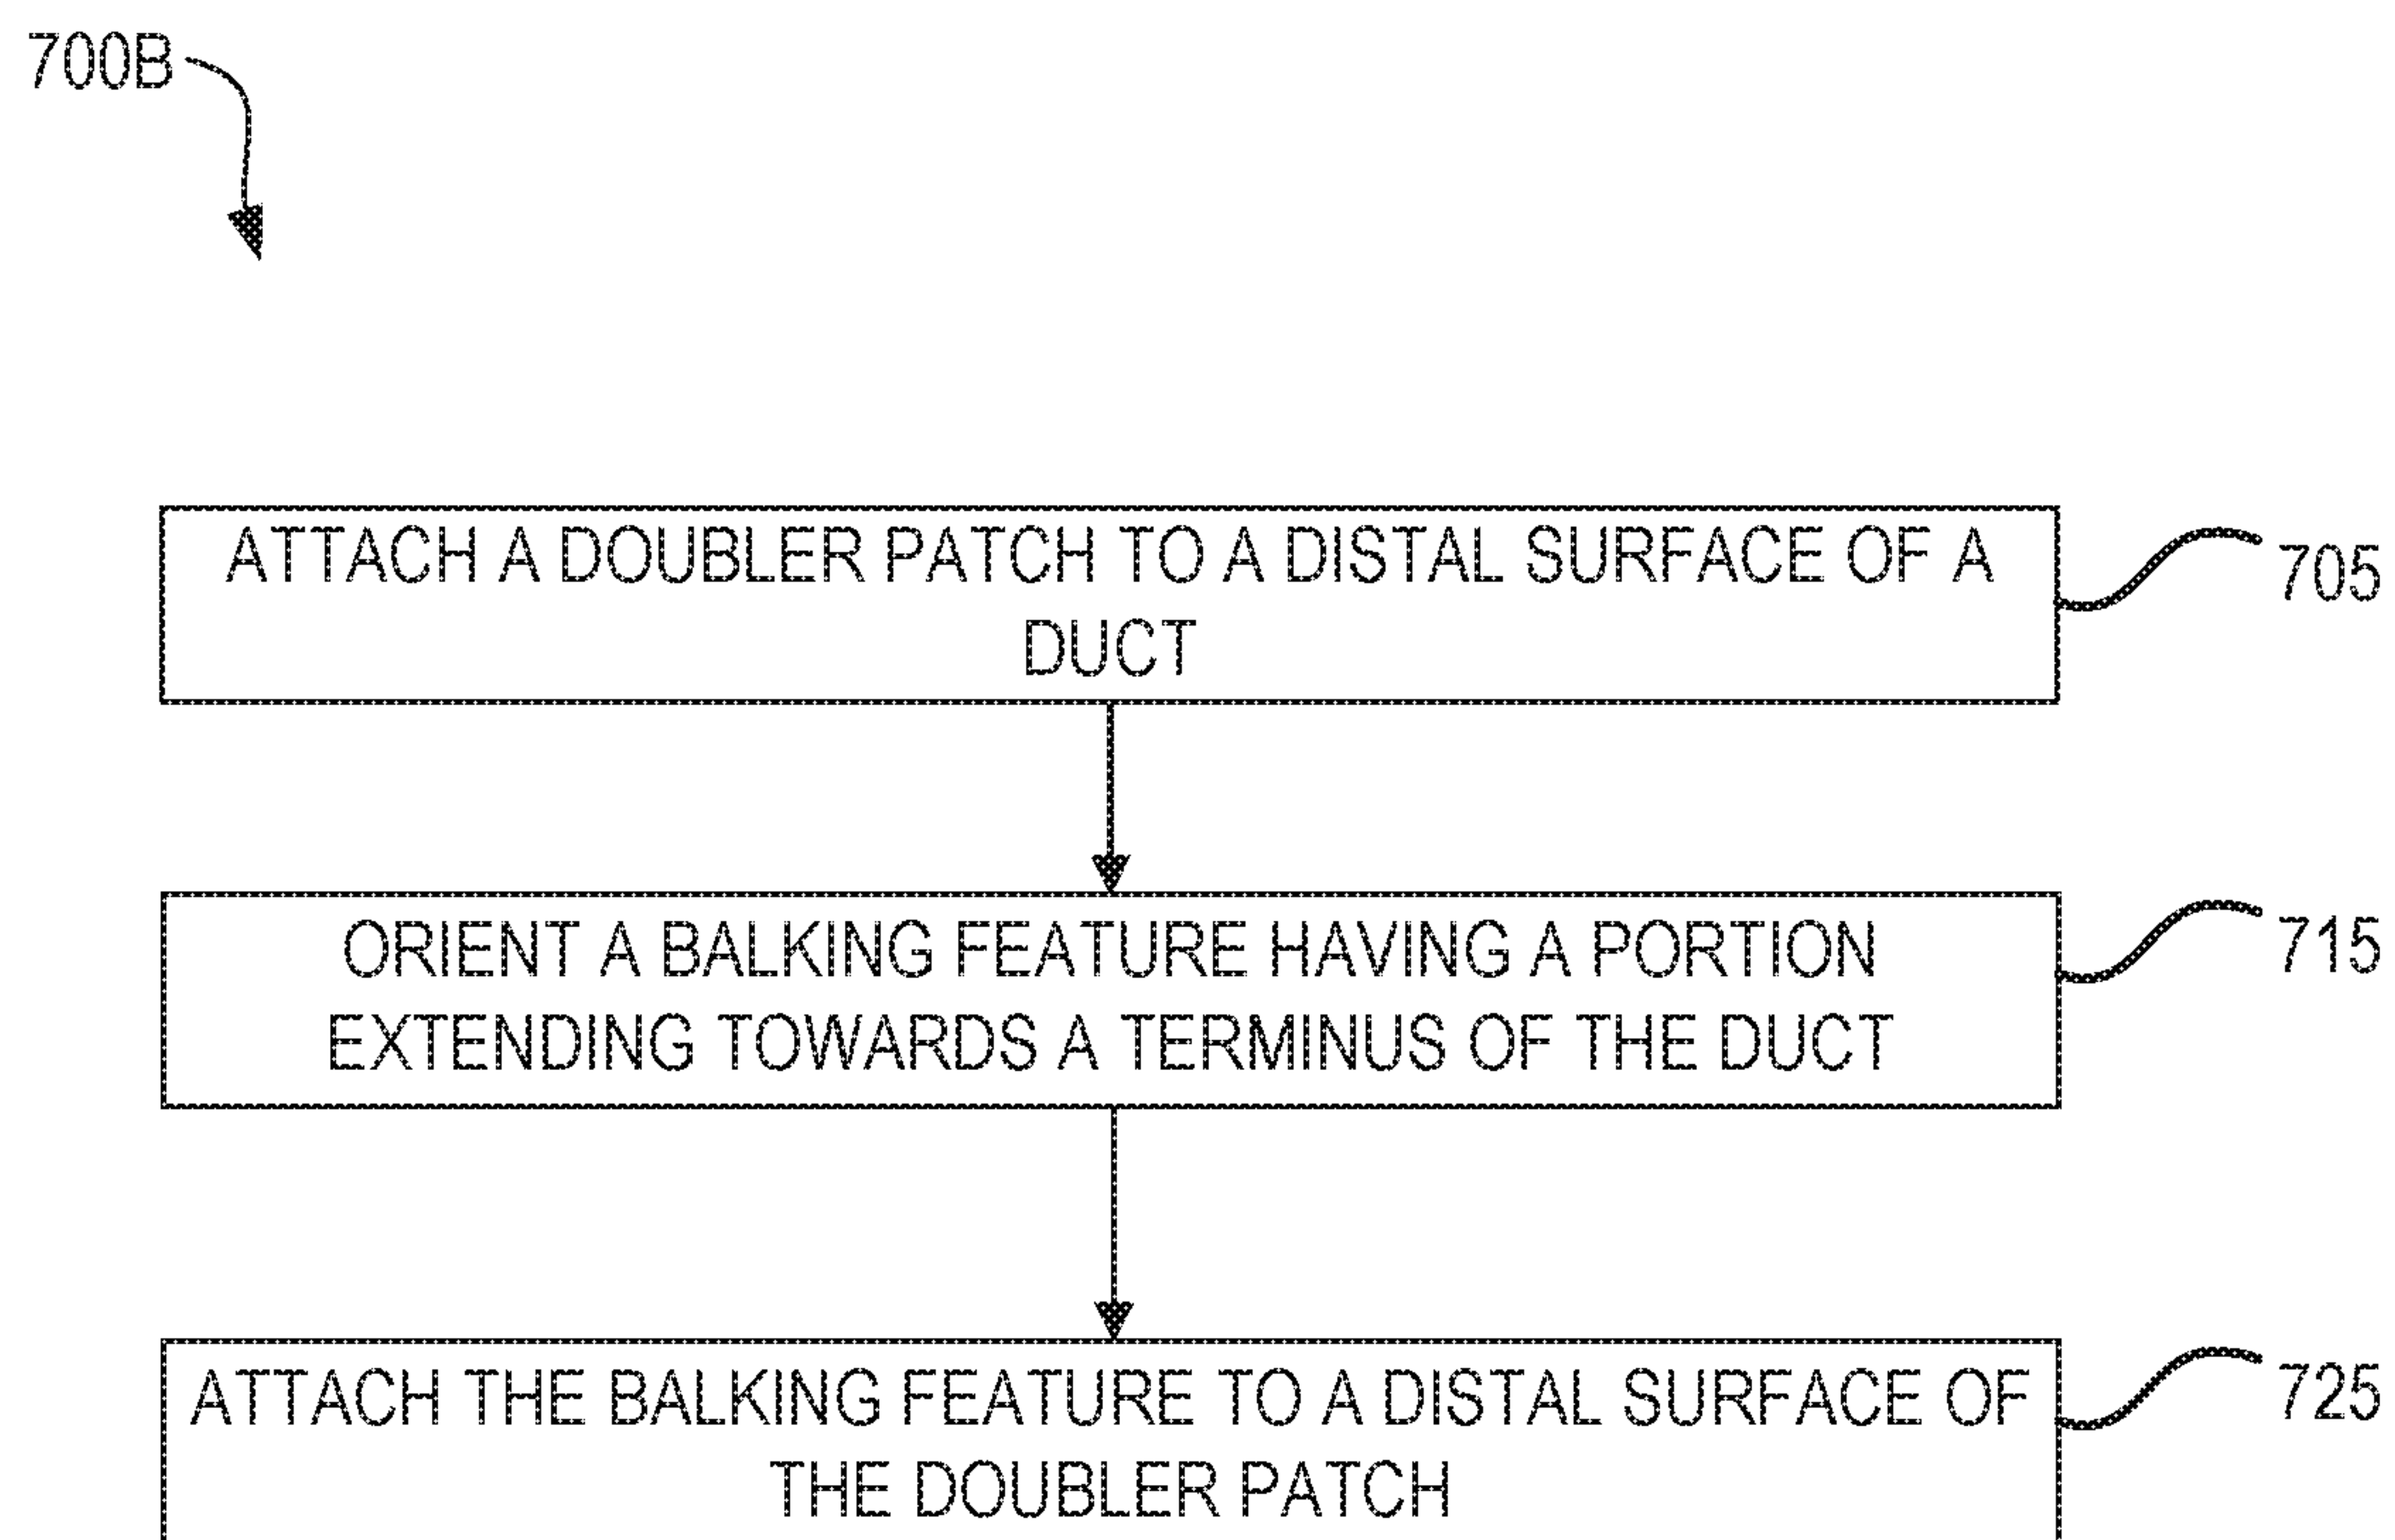 700B
ATTACH A DOUBLER PATCH TO A DISTAL SURFACE OF A
DUCT
705
ORIENT A BALKING FEATURE HAVING A PORTION
EXTENDING TOWARDS A TERMINUS OF THE DUCT
715
ATTACH THE BALKING FEATURE TO A DISTAL SURFACE OF
THE DOUBLER PATCH
725